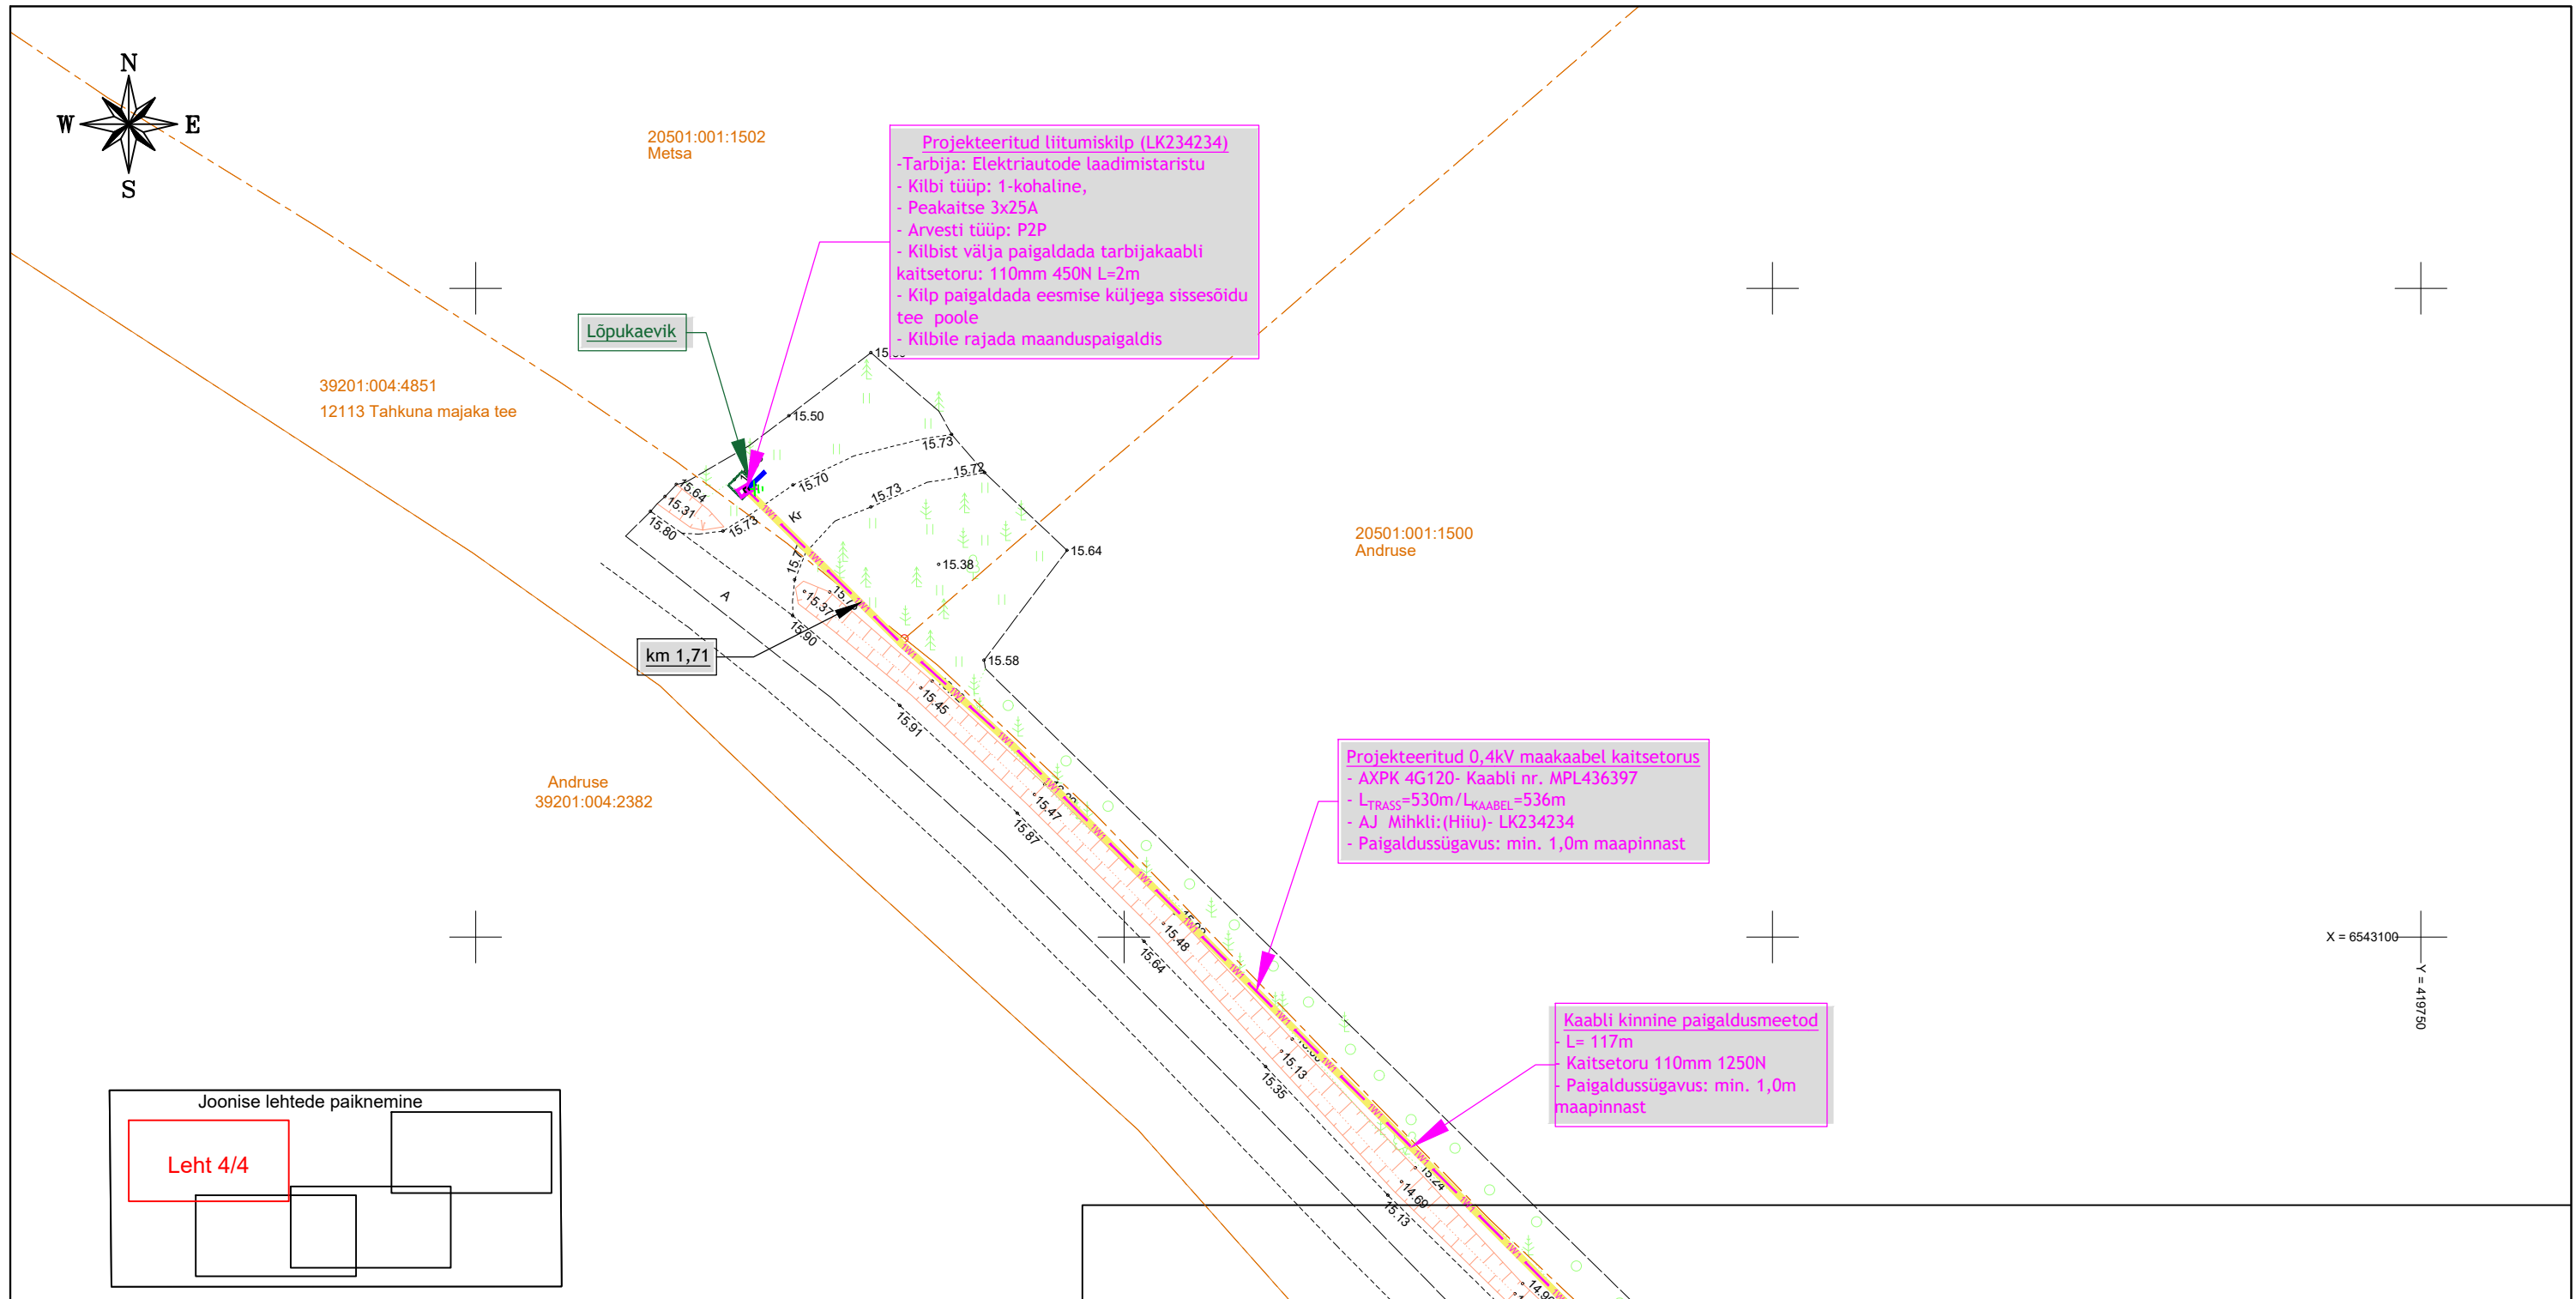 N
W
E
S
20501:001:1502
Metsa
Projekteeritud liitumiskilp (LK234234)
-Tarbija: Elektriautode laadimistaristu
- Kilbi tüüp: 1-kohaline,
- Peakaitse 3x25A
- Arvesti tüüp: P2P
- Kilbist välja paigaldada tarbijakaabli
kaitsetoru: 110mm 450N L=2m
- Kilp paigaldada eesmise küljega sissesõidu
tee poole
- Kilbile rajada maanduspaigaldis
Lõpukaevik
39201:004:4851
12113 Tahkuna majaka tee
15.50
15.73
15.72
15.70
15.73
15.64
15.31
15.80
15.73
Kr
1W1
20501:001:1500
Andruse
15.64
15.38
A
15.37
15.90
1W1
km 1,71
15.58
15.45
15.91
Andruse
39201:004:2382
Projekteeritud 0,4kV maakaabel kaitsetorus
- AXPK 4G120- Kaabli nr. MPL436397
- LTRASS=530m/LKAABEL=536m
- AJ Mihkli:(Hiiu)- LK234234
- Paigaldussügavus: min. 1,0m maapinnast
15.47
15.87
15.48
15.64
X = 6543100
Y = 419750
Kaabli kinnine paigaldusmeetod
- L= 117m
- Kaitsetoru 110mm 1250N
- Paigaldussügavus: min. 1,0m
maapinnast
15.13
15.35
15.24
14.69
15.13
Joonise lehtede paiknemine
Leht 4/4